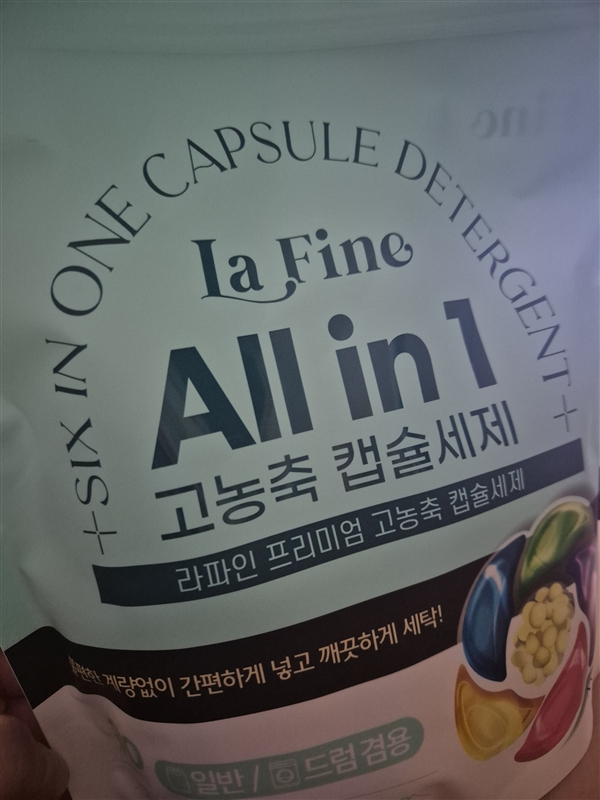 SIX IN ONE CAPSULE DETERGENT
La Fine
All in 1
고농축 캡슐세제
라파인 프리미엄 고농축 캡슐세제
계량없이 간편하게 넣고 깨끗하게 세탁!
일반 / 드럼 겸용